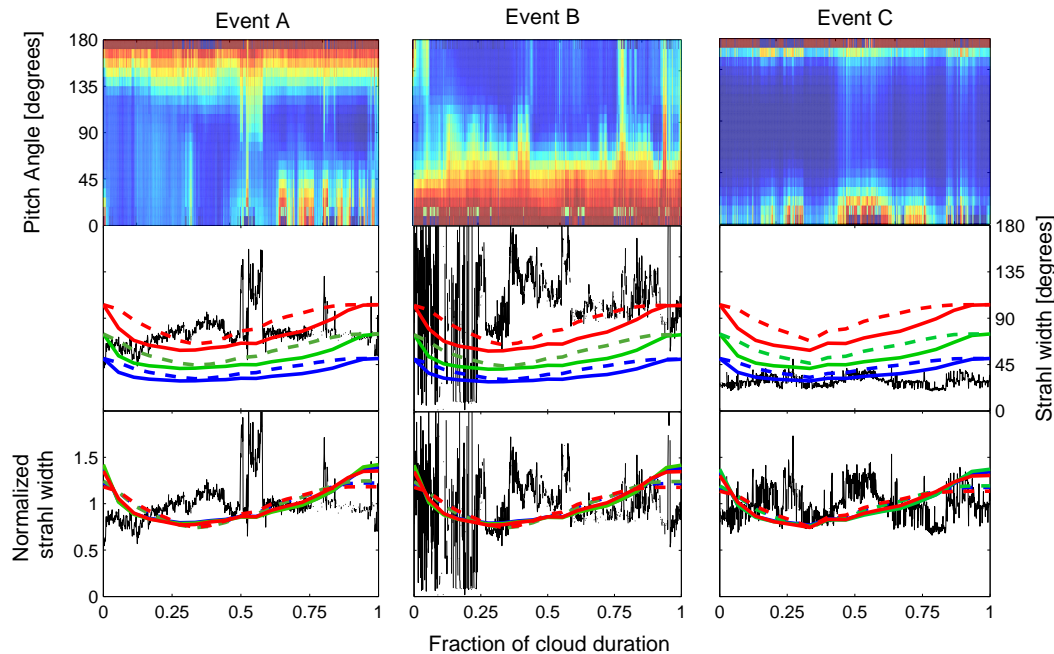 Event A
Event B
Event C
Pitch Angle [degrees]
180
135
90
45
0
180
135
90
45
0
Strahl width [degrees]
Normalized
strahl width
1.5
1
0.5
0
0 0.25 0.5 0.75 1
0 0.25 0.5 0.75 1
0 0.25 0.5 0.75 1
Fraction of cloud duration